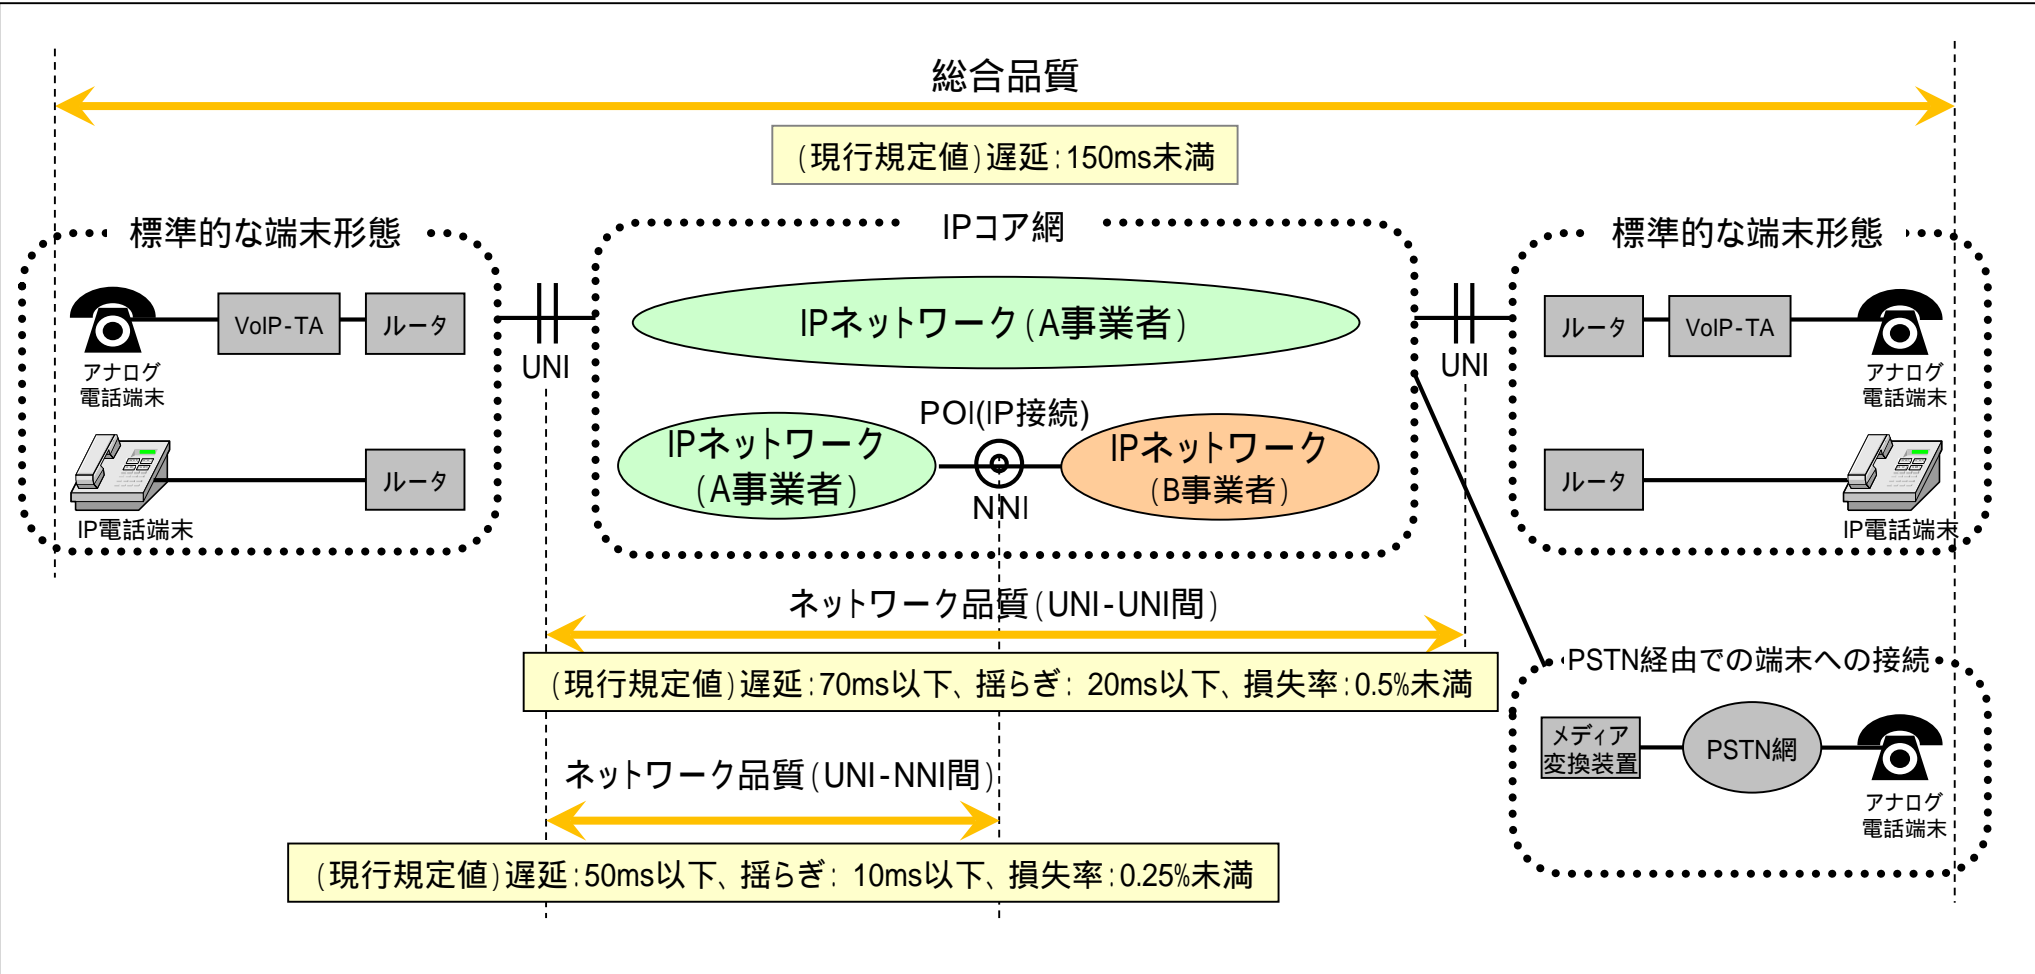 総合品質
(現行規定値)遅延:150ms未満
標準的な端末形態
IPコア網
標準的な端末形態
VoIP-TA
ルータ
アナログ
電話端末
UNI
IPネットワーク(A事業者)
UNI
ルータ
VoIP-TA
アナログ
電話端末
ルータ
IP電話端末
IPネットワーク
(A事業者)
POI(IP接続)
NNI
IPネットワーク
(B事業者)
ルータ
IP電話端末
ネットワーク品質(UNI-UNI間)
(現行規定値)遅延:70ms以下、揺らぎ: 20ms以下、損失率:0.5%未満
PSTN経由での端末への接続
メディア
変換装置
PSTN網
アナログ
電話端末
ネットワーク品質(UNI-NNI間)
(現行規定値)遅延:50ms以下、揺らぎ: 10ms以下、損失率:0.25%未満